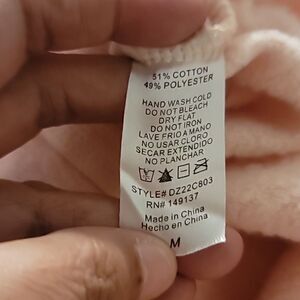 51% COTTON
49% POLYESTER
HAND WASH COLD
DO NOT BLEACH
DRY FLAT
DO NOT IRON
LAVE FRIO A MANO
NO USAR CLORO
SECAR EXTENDIDO
NO PLANCHAR
STYLE# DZ22C803
RN# 149137
Made in China
Hecho en China
M